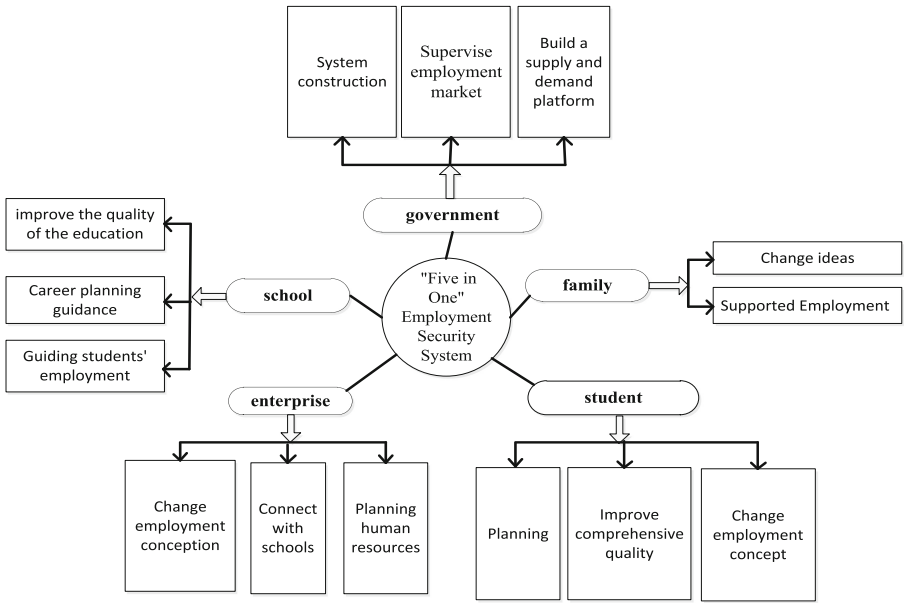 System
construction
Supervise
employment
market
Build a
supply and
demand
platform
government
improve the quality
of the education
Career planning
guidance
Guiding students'
employment
school
"Five in
One"
Employment
Security
System
family
Change ideas
Supported Employment
enterprise
student
Change
employment
conception
Connect
with
schools
Planning
human
resources
Planning
Improve
comprehensive
quality
Change
employment
concept